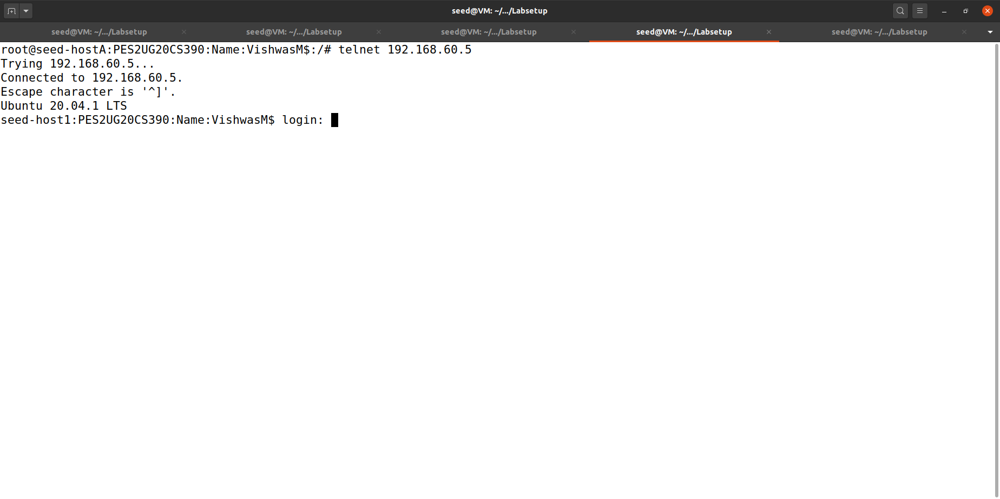 seed@VM: ~/.../Labsetup
seed@VM: ~/.../Labsetup
seed@VM: ~/.../Labsetup
seed@VM: ~/.../Labsetup
seed@VM: ~/.../Labsetup
seed@VM: ~/.../Labsetup
root@seed-hostA:PES2UG20CS390:Name:VishwasM$:/# telnet 192.168.60.5
Trying 192.168.60.5...
Connected to 192.168.60.5.
Escape character is '^]'.
Ubuntu 20.04.1 LTS
seed-host1:PES2UG20CS390:Name:VishwasM$ login: